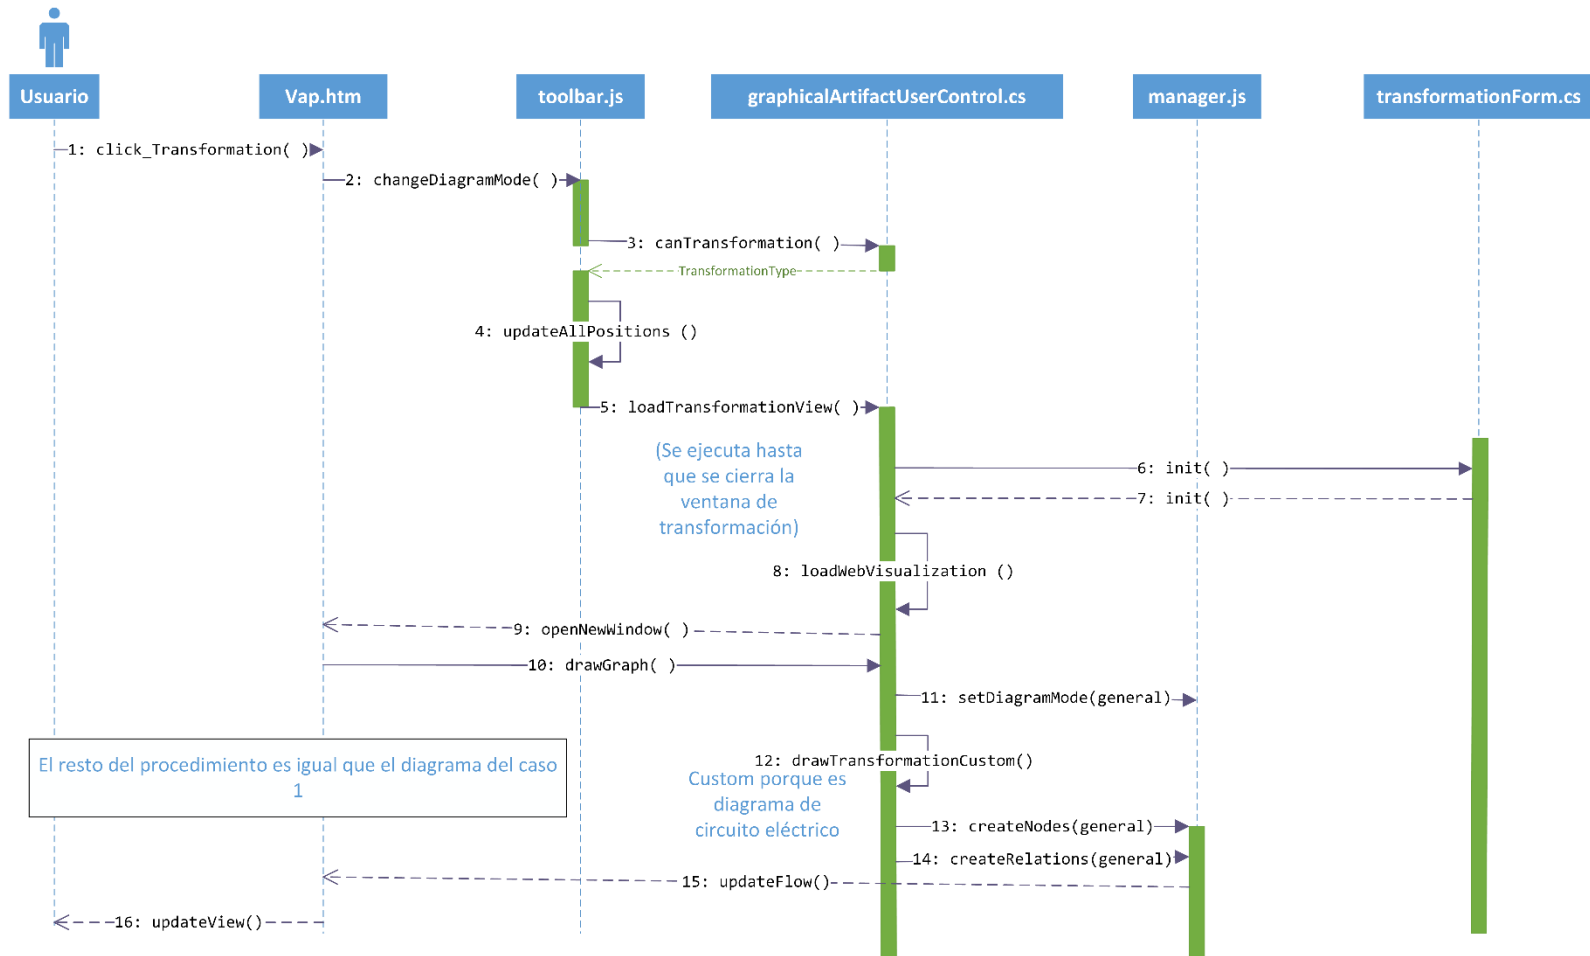 Usuario
Vap.htm
toolbar.js
graphicalArtifactUserControl.cs
manager.js
transformationForm.cs
1: click_Transformation( )
2: changeDiagramMode( )
3: canTransformation( )
TransformationType
4: updateAllPositions ()
5: loadTransformationView( )
(Se ejecuta hasta
que se cierra la
ventana de
transformación)
6: init( )
7: init( )
8: loadWebVisualization ()
9: openNewWindow( )
10: drawGraph( )
11: setDiagramMode(general)
12: drawTransformationCustom()
El resto del procedimiento es igual que el diagrama del caso
1
Custom porque es
diagrama de
circuito eléctrico
13: createNodes(general)
14: createRelations(general)
15: updateFlow()
16: updateView()